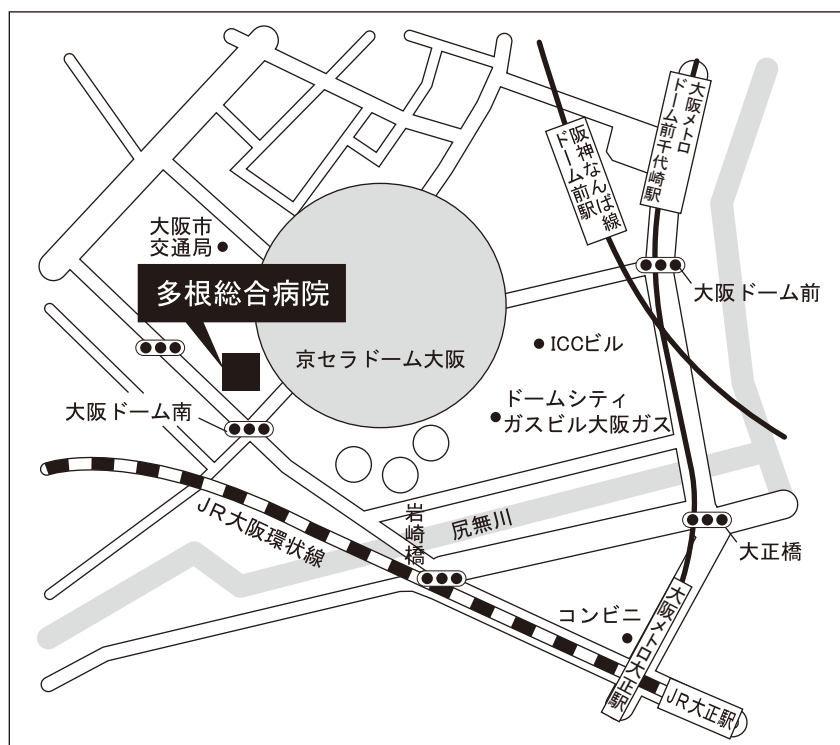 大阪メトロ
ドーム前千代崎駅
阪神なんば線
ドーム前駅
大阪市
交通局
多根総合病院
大阪ドーム前
ICCビル
京セラドーム大阪
ドームシティ
ガスビル大阪ガス
大阪ドーム南
JR大阪環状線
岩崎橋
尻無川
大正橋
コンビニ
大阪メトロ大正駅
JR大正駅